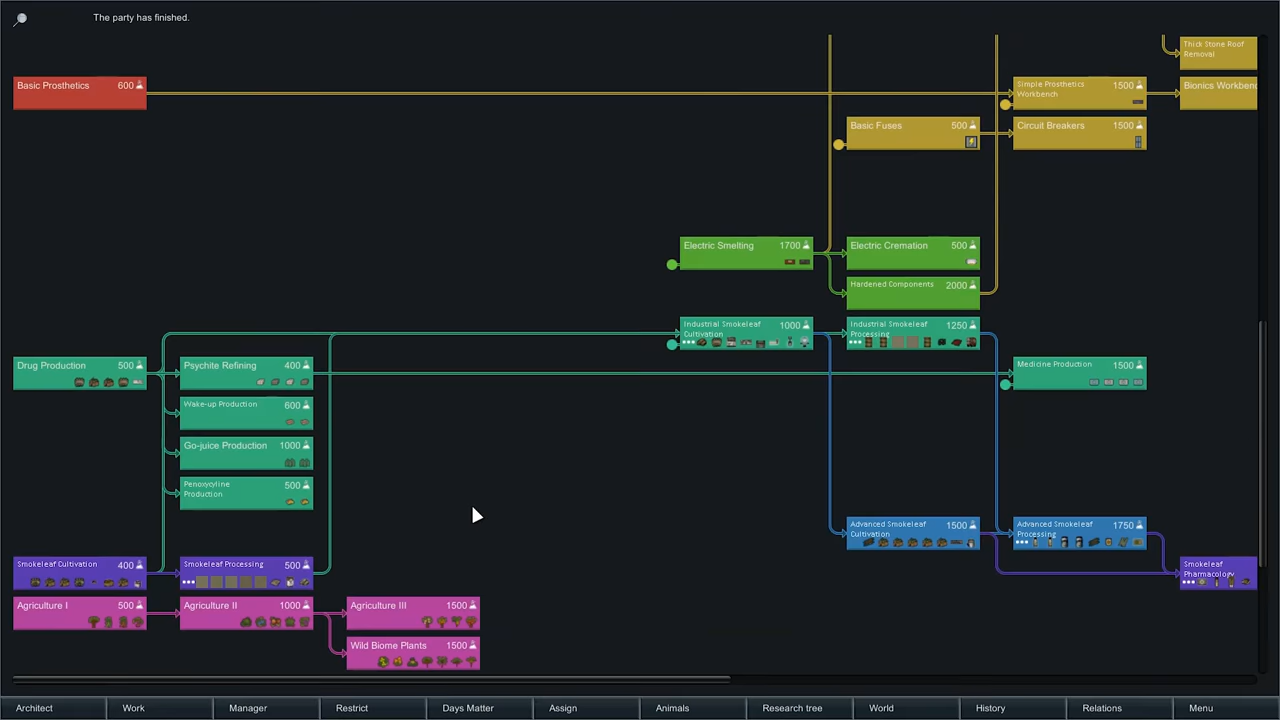 The party has finished.
Thick Stone Roof
Removal
Basic Prosthetics 600
Simple Prosthetics 1500
Workbench
Bionics Workbenc
Basic Fuses 500
Circuit Breakers 1500
Electric Smelting 1700
Electric Cremation 500
Hardened Components 2000
Industrial Smokeleaf 1000
Cultivation
Industrial Smokeleaf 1250
Processing
Drug Production 500
Psychite Refining 400
Medicine Production 1500
Wake-up Production 600
Go-juice Production 1000
Penoxycyline 500
Production
Advanced Smokeleaf 1500
Cultivation
Advanced Smokeleaf 1750
Processing
Smokeleaf Cultivation 400
Smokeleaf Processing 500
Smokeleaf
Pharmacology
Agriculture I 500
Agriculture II 1000
Agriculture III 1500
Wild Biome Plants 1500
Architect
Work
Manager
Restrict
Days Matter
Assign
Animals
Research tree
World
History
Relations
Menu